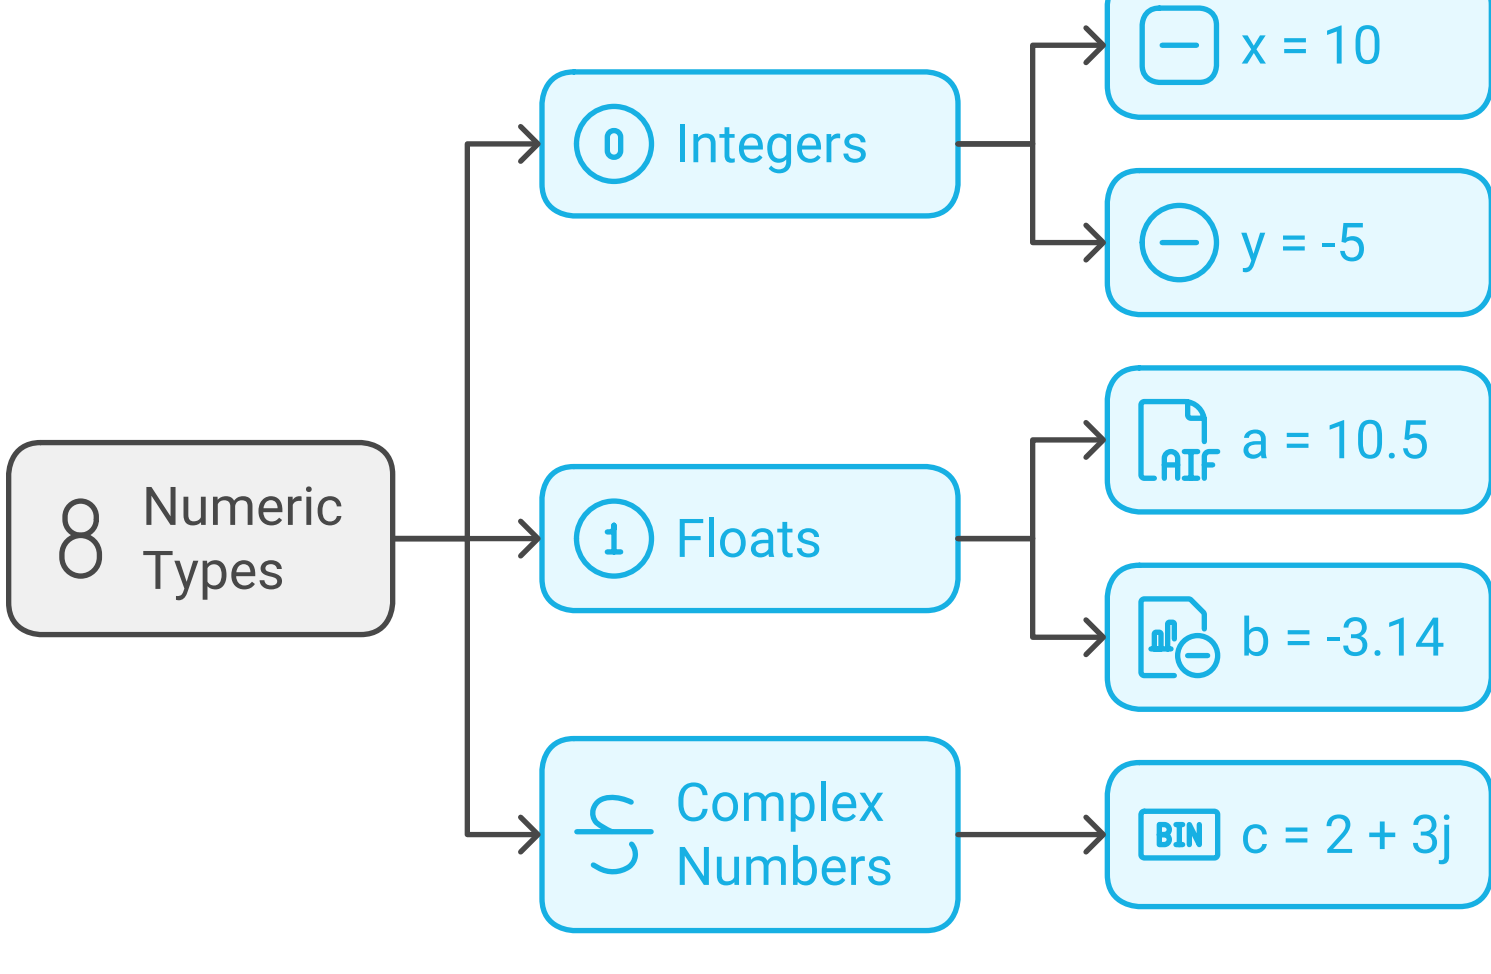 x = 10
0 Integers
y = -5
a = 10.5
AIF
1 Floats
8 Numeric
Types
b = -3.14
Complex
Numbers
BIN c = 2 + 3j